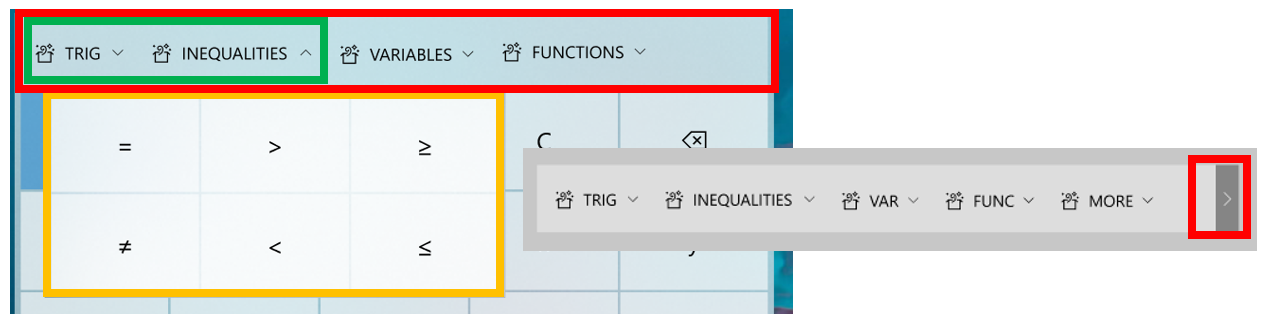 TRIG INEQUALITIES VARIABLES FUNCTIONS
= > ≥ C
TRIG INEQUALITIES VAR FUNC MORE
≠ < ≤